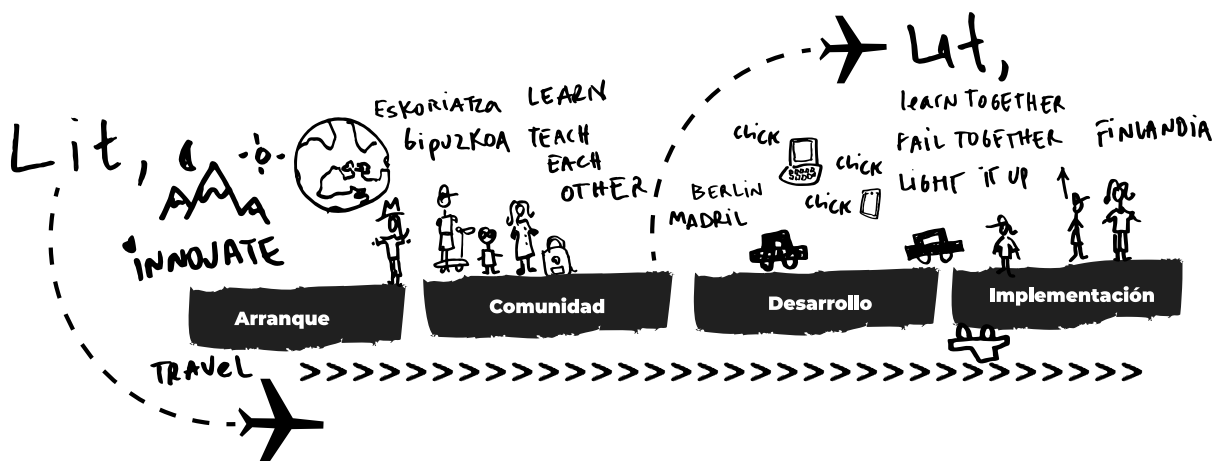 Lit,
INNOVATE
TRAVEL
ESKORIATZA
GIPUZKOA
LEARN
TEACH
EACH
OTHER
BERLIN
MADRIL
CLICK
CLICK
CLICK
Lit,
LEARN TOGETHER
FAIL TOGETHER
LIGHT IT UP
FINLANDIA
Arranque
Comunidad
Desarrollo
Implementación
>>>>>>>>>>>>>>>>>>>>>>>>>>>>>>>>>>>>>>>>>>